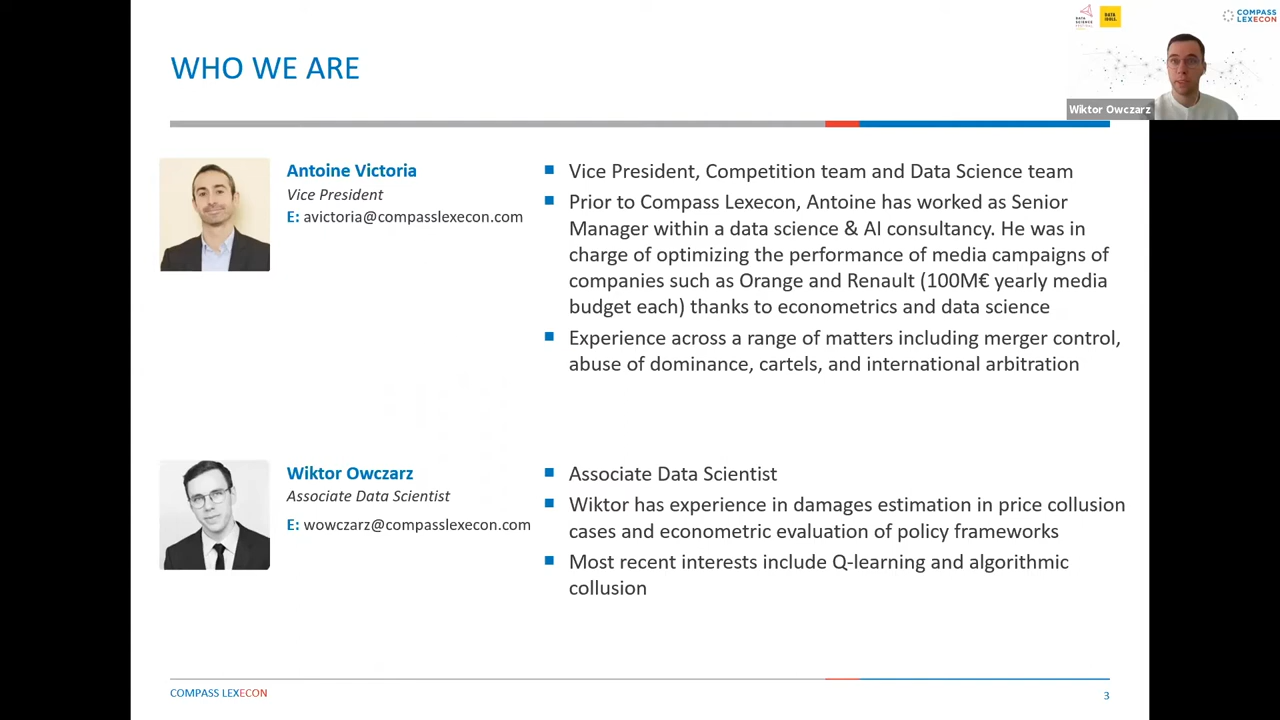 WHO WE ARE
DATA SCIENCE FESTIVAL
DATA IDOLS
COMPASS LEXECON
Wiktor Owczarz
Antoine Victoria
Vice President
E: avictoria@compasslexecon.com
Vice President, Competition team and Data Science team
Prior to Compass Lexecon, Antoine has worked as Senior
Manager within a data science & AI consultancy. He was in
charge of optimizing the performance of media campaigns of
companies such as Orange and Renault (100M€ yearly media
budget each) thanks to econometrics and data science
Experience across a range of matters including merger control,
abuse of dominance, cartels, and international arbitration
Wiktor Owczarz
Associate Data Scientist
E: wowczarz@compasslexecon.com
Associate Data Scientist
Wiktor has experience in damages estimation in price collusion
cases and econometric evaluation of policy frameworks
Most recent interests include Q-learning and algorithmic
collusion
COMPASS LEXECON
3